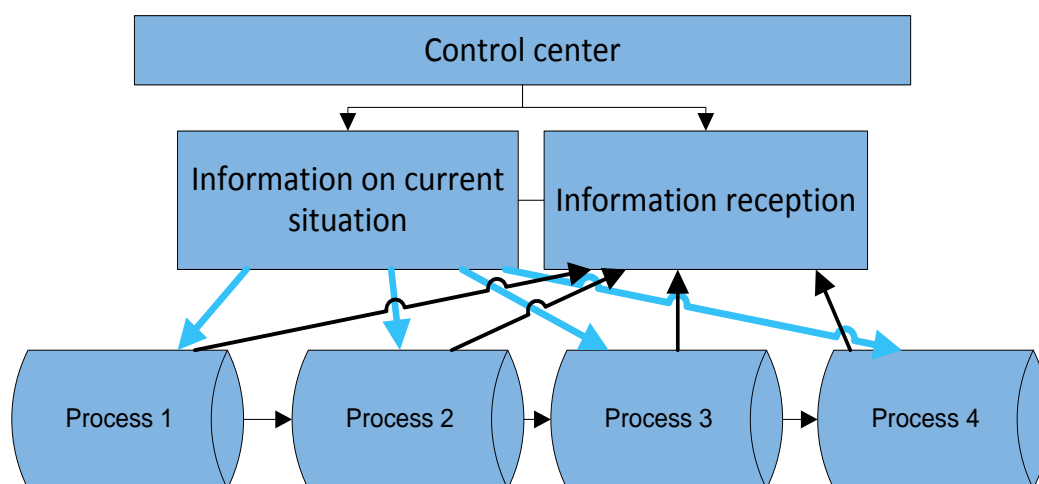 Control center
Information on current
situation
Information reception
Process 1
Process 2
Process 3
Process 4